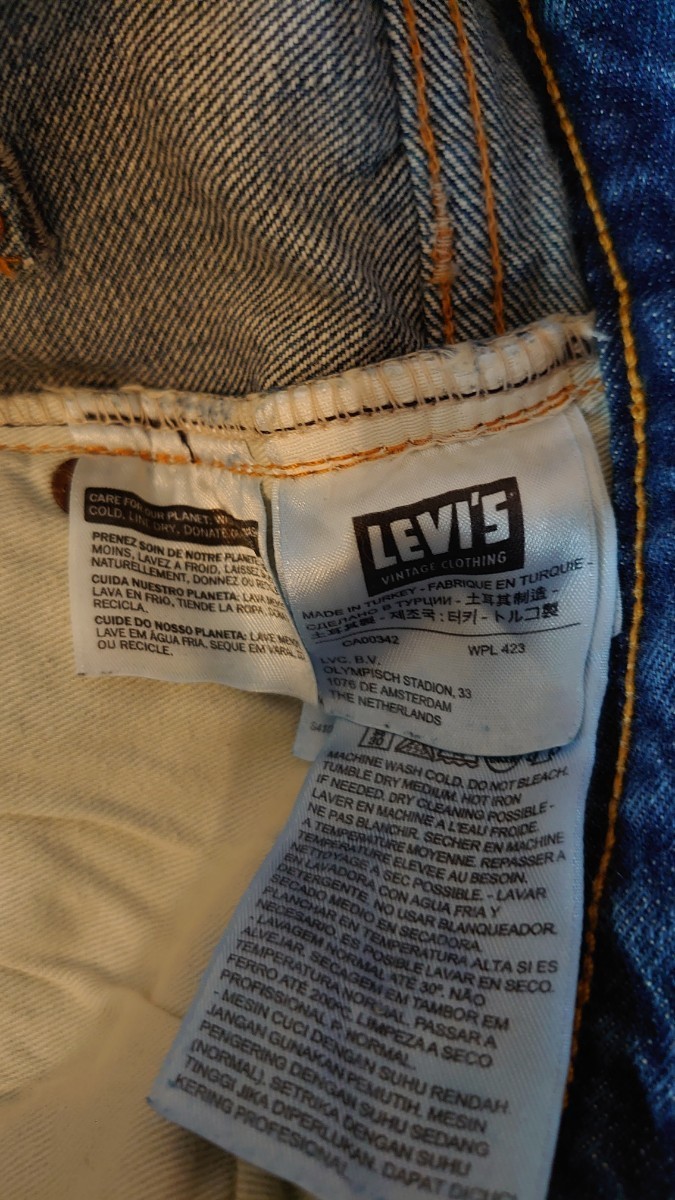 CARE FOR OUR PLANET:
COLD, LINE DRY, DONATE
PRENEZ SOIN DE NOTRE PLANÈTE
MOINS, LAVEZ A FROID,
NATURELLEMENT, DONNEZ OU
CUIDA NUESTRO PLANETA: LAVA
LAVA EN FRIO, TIENDE LA ROPA,
RECICLA.
CUIDE DO NOSSO PLANETA: LAVE
LAVE EM ÁGUA FRIA, SEQUE EM
OU RECICLE.
LEVI'S
VINTAGE CLOTHING
MADE IN TURKEY - FABRIQUE EN TURQUIE -
СДЕЛАНО В ТУРЦИИ - 土耳其制造 -
土耳其製 - 제조국 : 터키 - トルコ製
CA00342 WPL 423
LVC. B.V.
OLYMPISCH STADION, 33
1076 DE AMSTERDAM
THE NETHERLANDS
MACHINE WASH COLD. DO NOT BLEACH.
TUMBLE DRY MEDIUM. HOT IRON
IF NEEDED. DRY CLEANING POSSIBLE -
LAVER EN MACHINE A L'EAU FROIDE.
NE PAS BLANCHIR. SECHER EN MACHINE
A TEMPERATURE MOYENNE. REPASSER A
TEMPERATURE ELEVEE AU BESOIN.
NETTOYAGE A SEC POSSIBLE. - LAVAR
EN LAVADORA CON AGUA FRIA Y
DETERGENTE, NO USAR BLANQUEADOR.
SECADO MEDIO EN SECADORA
PLANCHAR EN TEMPERATURA ALTA SI ES
NECESARIO, ES POSIBLE LAVAR EN SECO.
- LAVAGEM NORMAL ATÉ 30º. NÃO
ALVEJAR. SECAGEM EM TAMBOR EM
TEMPERATURA NORMAL. PASSAR A
FERRO ATÉ 200ºC. LIMPEZA A SECO
PROFISSIONAL P. NORMAL.
- MESIN CUCI DENGAN SUHU RENDAH.
JANGAN GUNAKAN PEMUTIH. MESIN
PENGERING DENGAN SUHU SEDANG
(NORMAL). SETRIKA DENGAN SUHU
TINGGI JIKA DIPERLUKAN. DAPAT
KERING PROFESIONAL